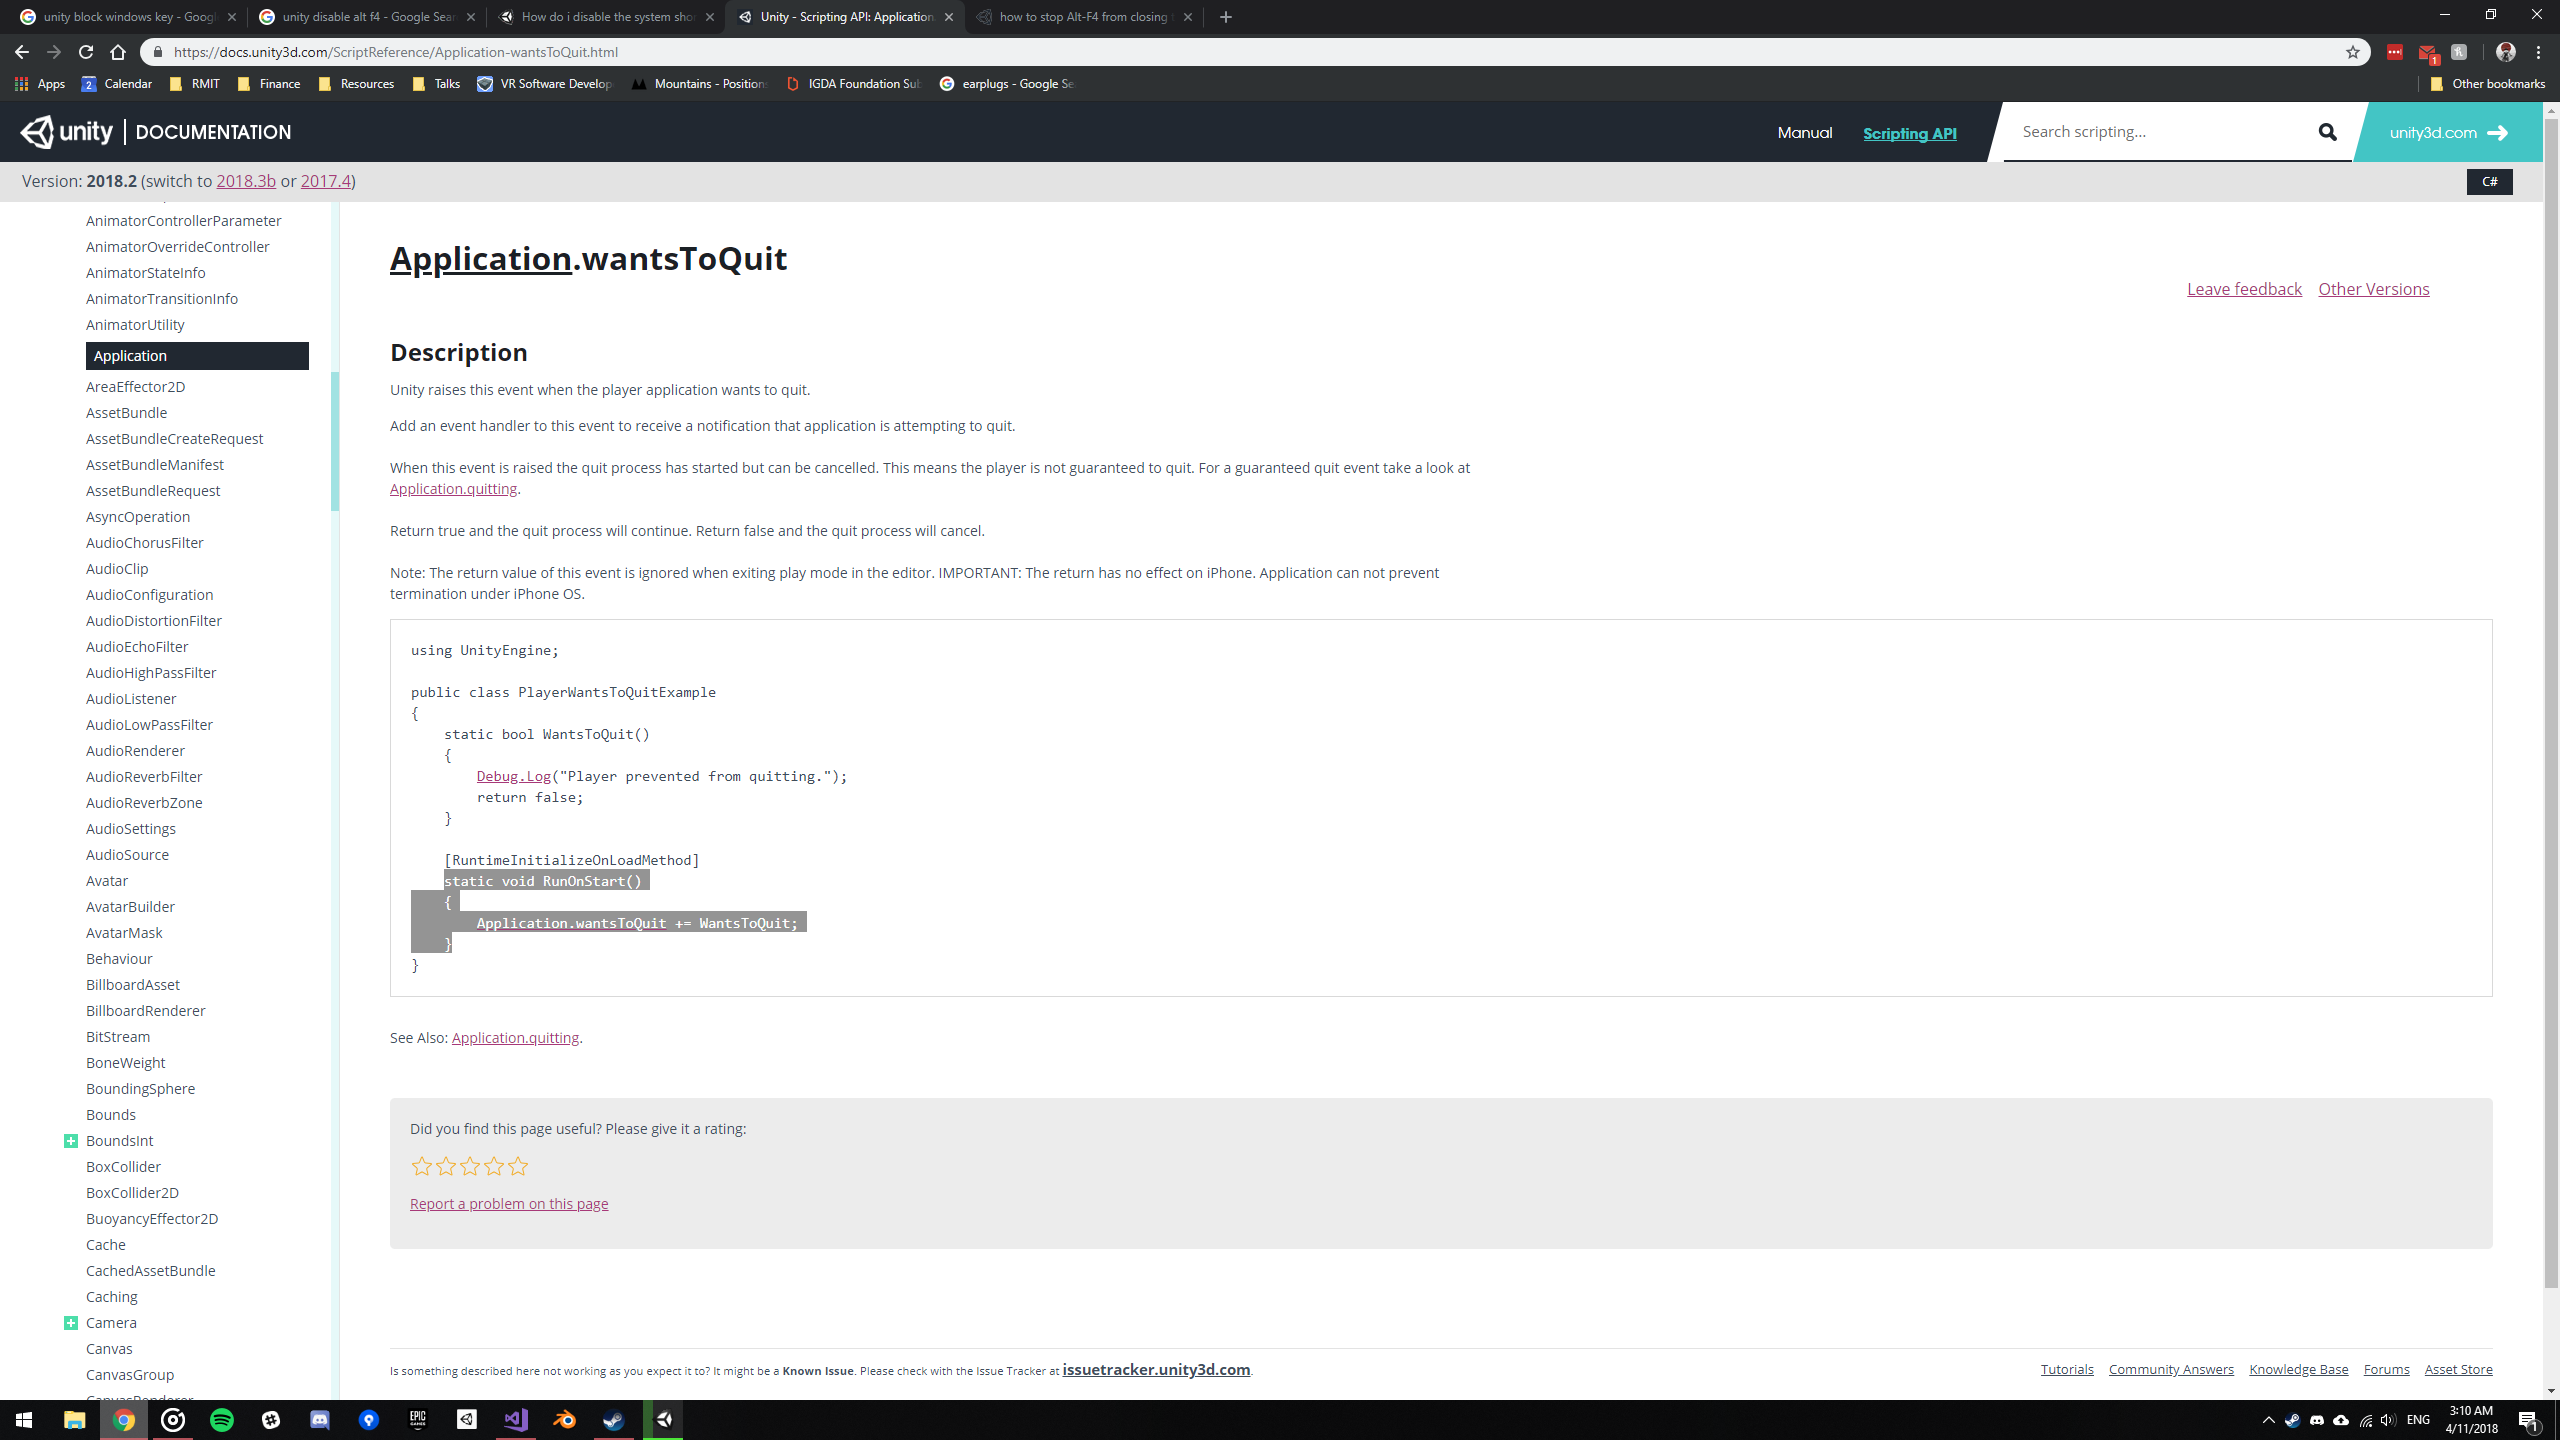 unity block windows key - Googl
unity disable alt f4 - Google Sear
How do i disable the system sho
Unity - Scripting API: Application.
how to stop Alt-F4 from closing
https://docs.unity3d.com/ScriptReference/Application-wantsToQuit.html
1
Apps
2
Calendar
RMIT
Finance
Resources
Talks
VR Software Develop
Mountains - Position
IGDA Foundation Sub
earplugs - Google Se
Other bookmarks
unity | DOCUMENTATION
Manual
Scripting API
Search scripting...
unity3d.com
Version: 2018.2 (switch to 2018.3b or 2017.4)
C#
AnimatorControllerParameter
AnimatorOverrideController
AnimatorStateInfo
AnimatorTransitionInfo
AnimatorUtility
Application
AreaEffector2D
AssetBundle
AssetBundleCreateRequest
AssetBundleManifest
AssetBundleRequest
AsyncOperation
AudioChorusFilter
AudioClip
AudioConfiguration
AudioDistortionFilter
AudioEchoFilter
AudioHighPassFilter
AudioListener
AudioLowPassFilter
AudioRenderer
AudioReverbFilter
AudioReverbZone
AudioSettings
AudioSource
Avatar
AvatarBuilder
AvatarMask
Behaviour
BillboardAsset
BillboardRenderer
BitStream
BoneWeight
BoundingSphere
Bounds
BoundsInt
BoxCollider
BoxCollider2D
BuoyancyEffector2D
Cache
CachedAssetBundle
Caching
Camera
Canvas
CanvasGroup
CanvasRenderer
Application.wantsToQuit
Leave feedback
Other Versions
Description
Unity raises this event when the player application wants to quit.
Add an event handler to this event to receive a notification that application is attempting to quit.
When this event is raised the quit process has started but can be cancelled. This means the player is not guaranteed to quit. For a guaranteed quit event take a look at
Application.quitting.
Return true and the quit process will continue. Return false and the quit process will cancel.
Note: The return value of this event is ignored when exiting play mode in the editor. IMPORTANT: The return has no effect on iPhone. Application can not prevent
termination under iPhone OS.
using UnityEngine;
public class PlayerWantsToQuitExample
{
static bool WantsToQuit()
{
Debug.Log("Player prevented from quitting.");
return false;
}
[RuntimeInitializeOnLoadMethod]
static void RunOnStart()
{
Application.wantsToQuit += WantsToQuit;
}
}
See Also: Application.quitting.
Did you find this page useful? Please give it a rating:
Report a problem on this page
Is something described here not working as you expect it to? It might be a Known Issue. Please check with the Issue Tracker at issuetracker.unity3d.com.
Tutorials
Community Answers
Knowledge Base
Forums
Asset Store
EPIC
GAMES
ENG
3:10 AM
4/11/2018
1